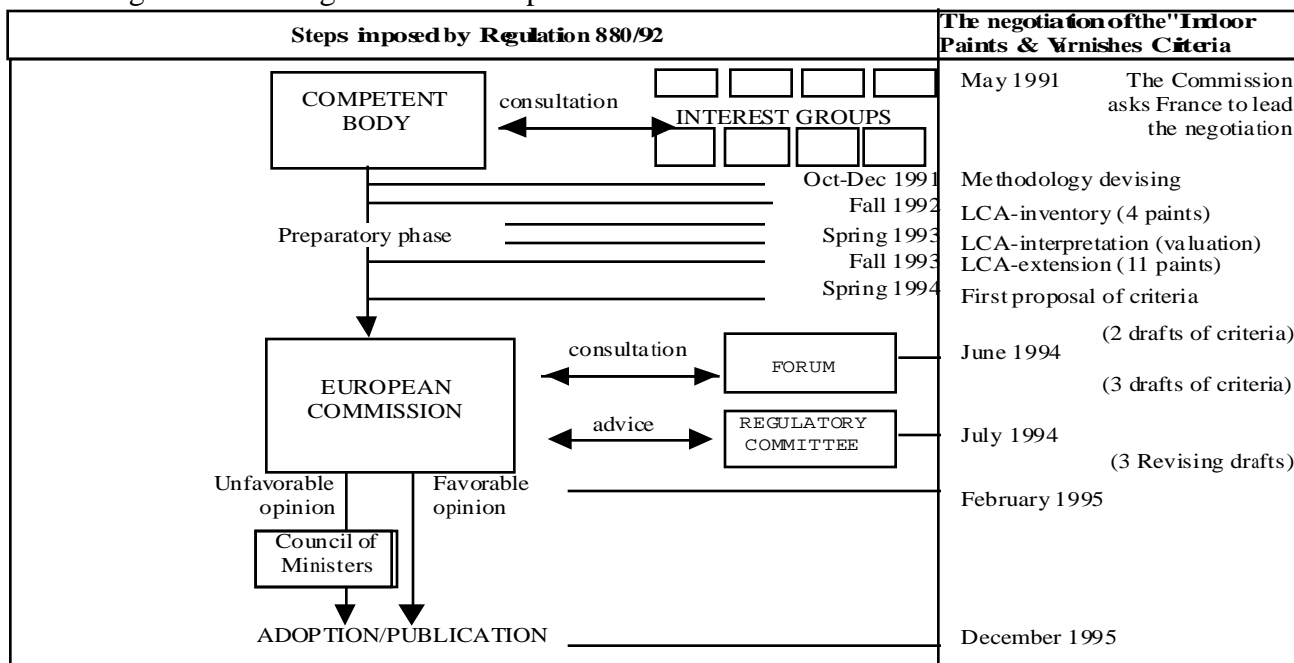 Steps imposed by Regulation 880/92
The negotiation of the "Indoor
Paints & Varnishes Criteria
COMPETENT
BODY
consultation
INTEREST GROUPS
May 1991 The Commission
asks France to lead
the negotiation
Oct-Dec 1991 Methodology devising
Fall 1992 LCA-inventory (4 paints)
Preparatory phase
Spring 1993 LCA-interpretation (valuation)
Fall 1993 LCA-extension (11 paints)
Spring 1994 First proposal of criteria
(2 drafts of criteria)
EUROPEAN
COMMISSION
consultation
FORUM
June 1994
(3 drafts of criteria)
advice
REGULATORY
COMMITTEE
July 1994
(3 Revising drafts)
Unfavorable
opinion
Favorable
opinion
February 1995
Council of
Ministers
ADOPTION/PUBLICATION
December 1995